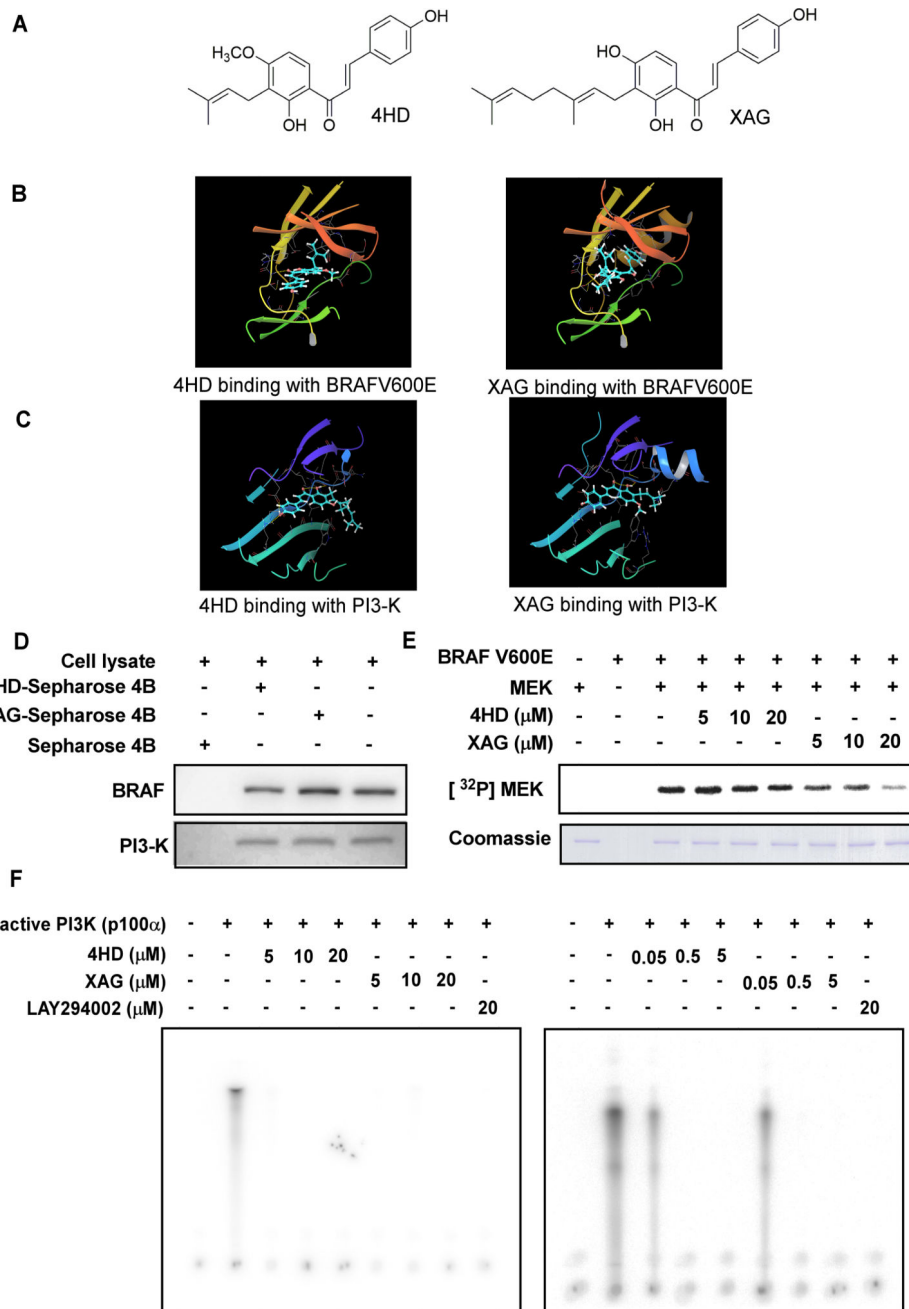 A
H₃CO
OH
OH
O
4HD
HO
OH
OH
O
XAG
B
4HD binding with BRAFV600E
XAG binding with BRAFV600E
C
4HD binding with PI3-K
XAG binding with PI3-K
D
Cell lysate + + + +
HD-Sepharose 4B - + - -
AG-Sepharose 4B - - + -
Sepharose 4B + - - -
BRAF
PI3-K
E
BRAF V600E - + + + + + + + +
MEK + - + + + + + + +
4HD (µM) - - - 5 10 20 - - -
XAG (µM) - - - - - - 5 10 20
[ ³²P] MEK
Coomassie
F
active PI3K (p100α) - + + + + + + + + - + + + + + + + +
4HD (µM) - - 5 10 20 - - - - - - 0.05 0.5 5 - - - -
XAG (µM) - - - - - 5 10 20 - - - - - - 0.05 0.5 5 -
LAY294002 (µM) - - - - - - - - 20 - - - - - - - - 20